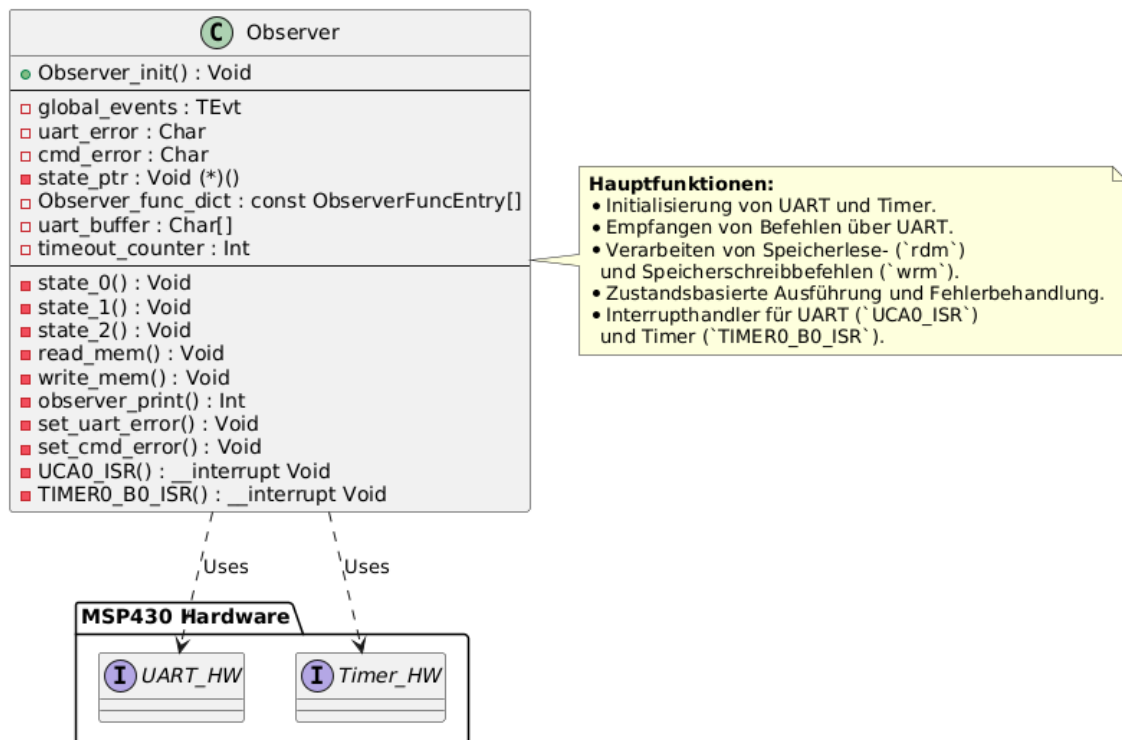 C Observer
Observer_init() : Void
global_events : TEvt
uart_error : Char
cmd_error : Char
state_ptr : Void (*)()
Observer_func_dict : const ObserverFuncEntry[]
uart_buffer : Char[]
timeout_counter : Int
state_0() : Void
state_1() : Void
state_2() : Void
read_mem() : Void
write_mem() : Void
observer_print() : Int
set_uart_error() : Void
set_cmd_error() : Void
UCA0_ISR() : __interrupt Void
TIMER0_B0_ISR() : __interrupt Void
Hauptfunktionen:
• Initialisierung von UART und Timer.
• Empfangen von Befehlen über UART.
• Verarbeiten von Speicherlese- (`rdm`)
und Speicherschreibbefehlen (`wrm`).
• Zustandsbasierte Ausführung und Fehlerbehandlung.
• Interrupthandler für UART (`UCA0_ISR`)
und Timer (`TIMER0_B0_ISR`).
Uses
Uses
MSP430 Hardware
I UART_HW
I Timer_HW